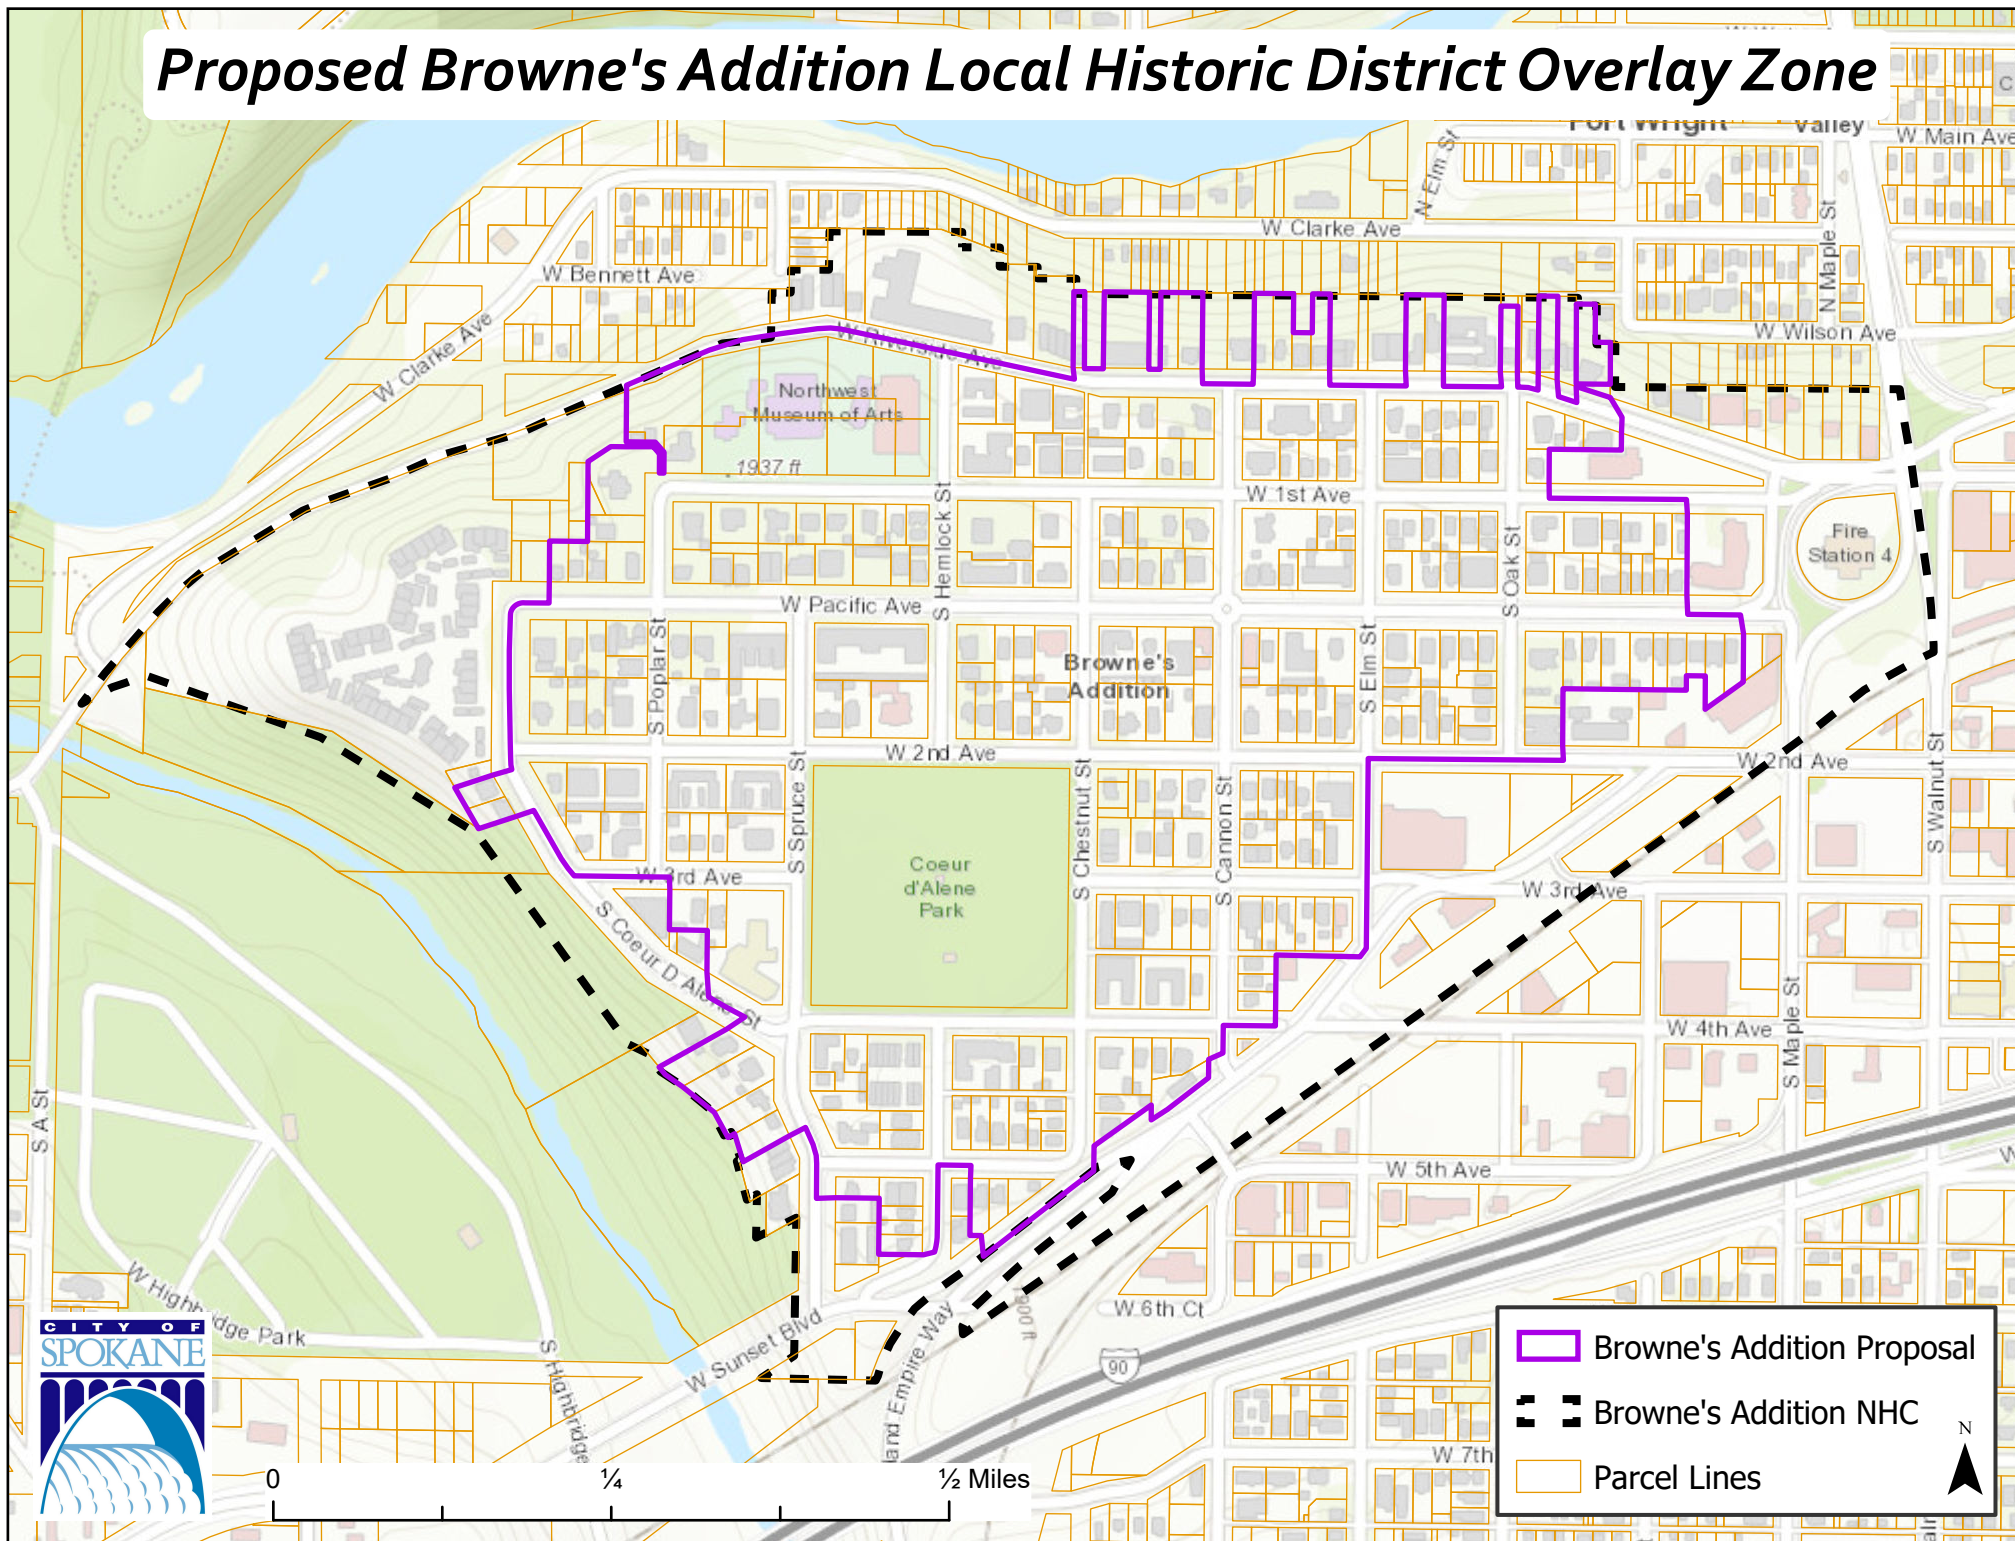 Proposed Browne's Addition Local Historic District Overlay Zone
Fort Wright
Valley
W Main Ave
N Elm St
W Clarke Ave
N Maple St
W Bennett Ave
W Clarke Ave
W Riverside Ave
W Wilson Ave
Northwest
Museum of Arts
1937 ft
W 1st Ave
S Hemlock St
S Oak St
Fire
Station 4
W Pacific Ave
S Poplar St
S Elm St
Browne's
Addition
W 2nd Ave
W 2nd Ave
S Spruce St
S Chestnut St
S Cannon St
S Walnut St
Coeur
d'Alene
Park
W 3rd Ave
W 3rd Ave
S Coeur D Alene St
W 4th Ave
S Maple St
S A St
W 5th Ave
W Highbridge Park
W 6th Ct
1900 ft
W Sunset Blvd
S Highbridge
and Empire Way
90
W 7th
CITY OF
SPOKANE
0 ¼ ½ Miles
Browne's Addition Proposal
Browne's Addition NHC
Parcel Lines
N